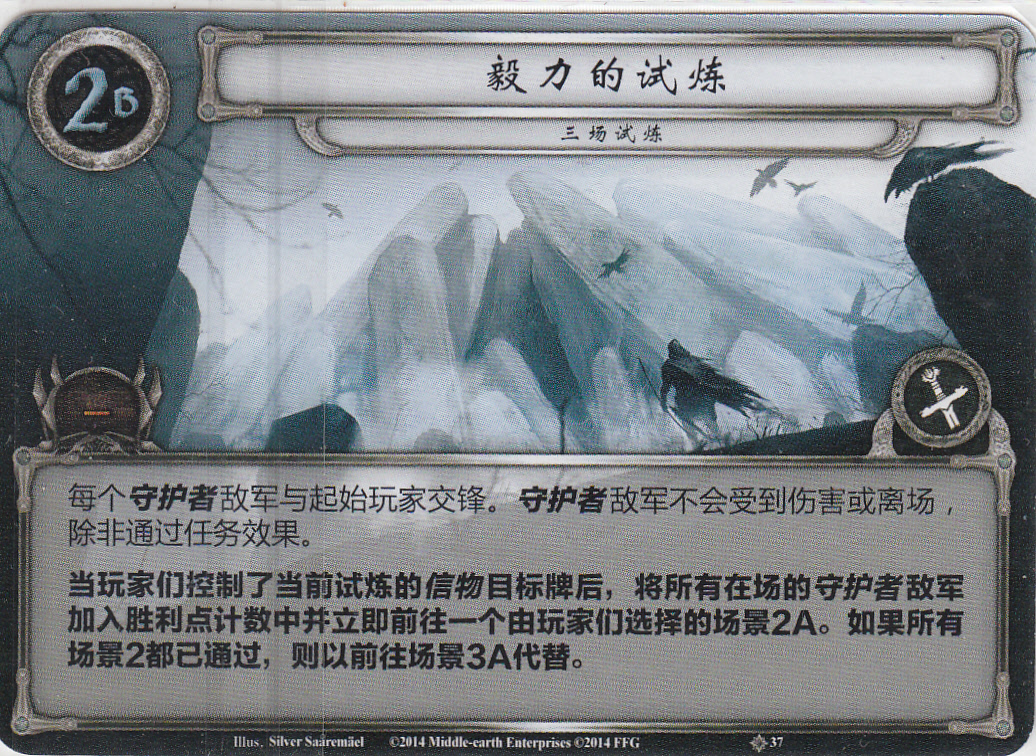 2B
毅力的试炼
三场试炼
每个守护者敌军与起始玩家交锋。守护者敌军不会受到伤害或离场，
除非通过任务效果。
当玩家们控制了当前试炼的信物目标牌后，将所有在场的守护者敌军
加入胜利点计数中并立即前往一个由玩家们选择的场景2A。如果所有
场景2都已通过，则以前往场景3A代替。
Illus. Silver Saaremäel ©2014 Middle-earth Enterprises ©2014 FFG 37